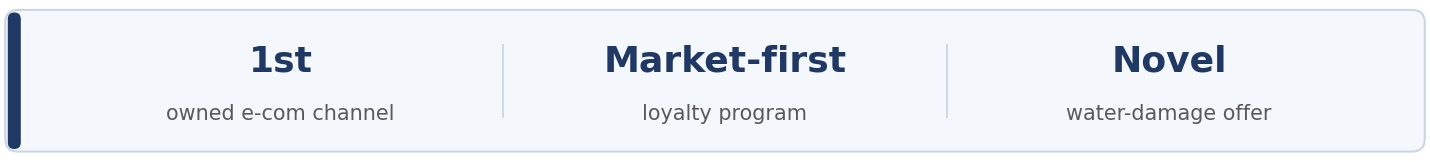 1st
owned e-com channel
Market-first
loyalty program
Novel
water-damage offer